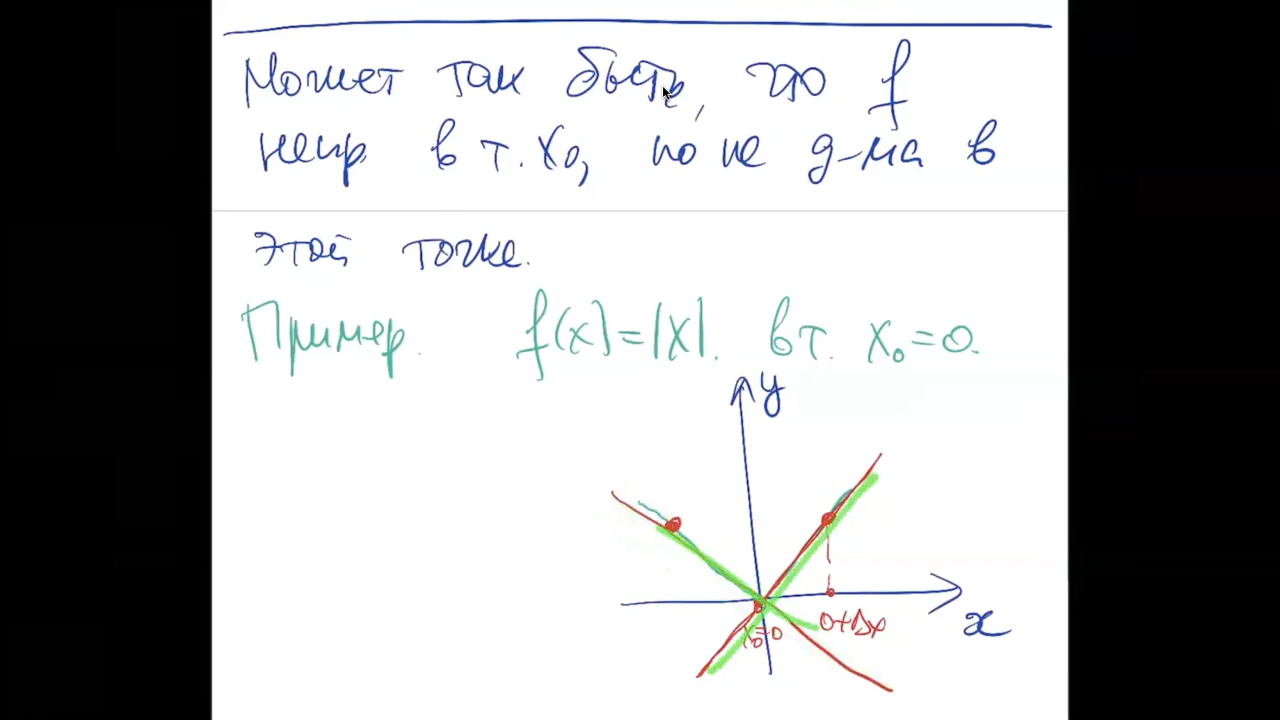 Может так быть, что f
непр в т. x₀, но не д-ма в
этой точке.
Пример. f(x)=|x|. в т. x₀=0.
y
x₀=0
0+Δx
x